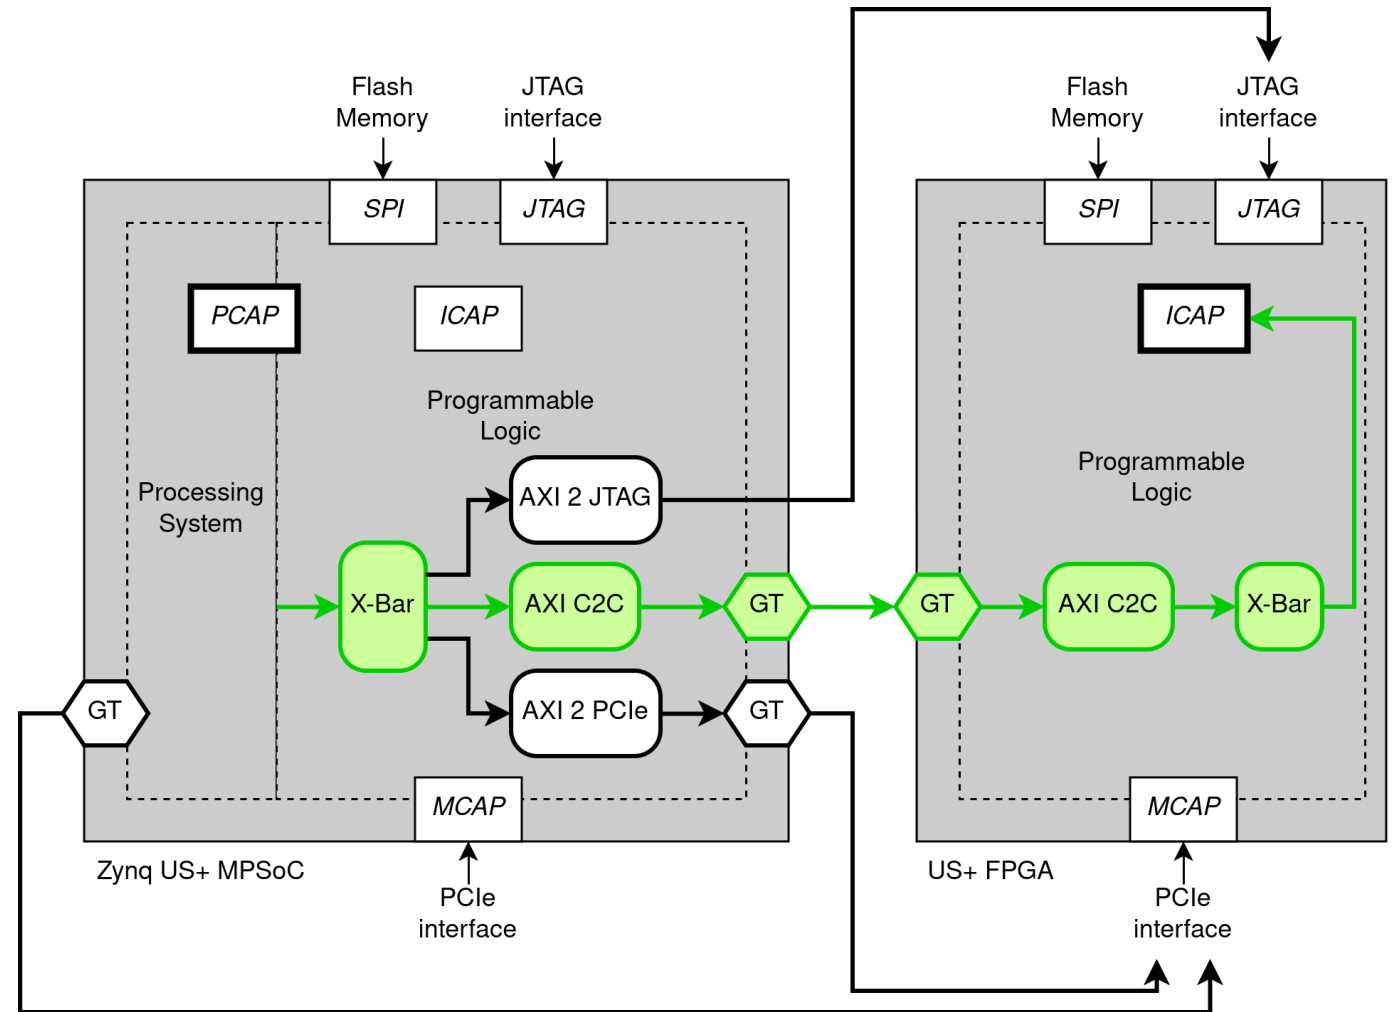 Flash
Memory
JTAG
interface
Flash
Memory
JTAG
interface
SPI
JTAG
SPI
JTAG
PCAP
ICAP
ICAP
Programmable
Logic
Programmable
Logic
Processing
System
AXI 2 JTAG
X-Bar
AXI C2C
GT
GT
AXI C2C
X-Bar
GT
AXI 2 PCIe
GT
MCAP
MCAP
Zynq US+ MPSoC
US+ FPGA
PCIe
interface
PCIe
interface